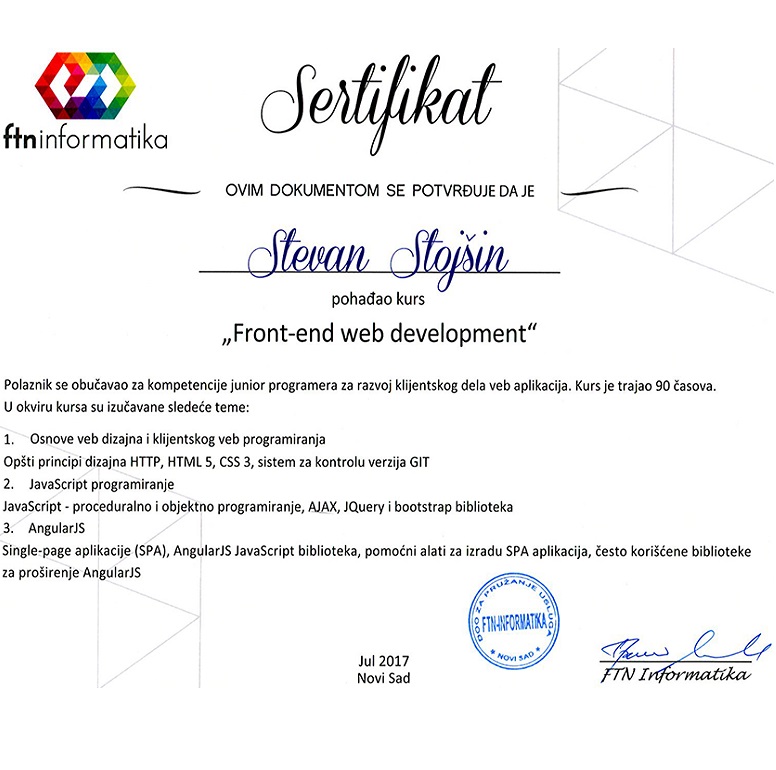 Sertifikat
ftninformatika
OVIM DOKUMENTOM SE POTVRĐUJE DA JE
Stevan Stojšin
pohađao kurs
„Front-end web development“
Polaznik se obučavao za kompetencije junior programera za razvoj klijentskog dela veb aplikacija. Kurs je trajao 90 časova.
U okviru kursa su izučavane sledeće teme:
1. Osnove veb dizajna i klijentskog veb programiranja
Opšti principi dizajna HTTP, HTML 5, CSS 3, sistem za kontrolu verzija GIT
2. JavaScript programiranje
JavaScript - proceduralno i objektno programiranje, AJAX, JQuery i bootstrap biblioteka
3. AngularJS
Single-page aplikacije (SPA), AngularJS JavaScript biblioteka, pomoćni alati za izradu SPA aplikacija, često korišćene biblioteke
za proširenje AngularJS
DOO ZA PRUŽANJE USLUGA
FTN-INFORMATIKA
* NOVI SAD *
Jul 2017
Novi Sad
FTN Informatika